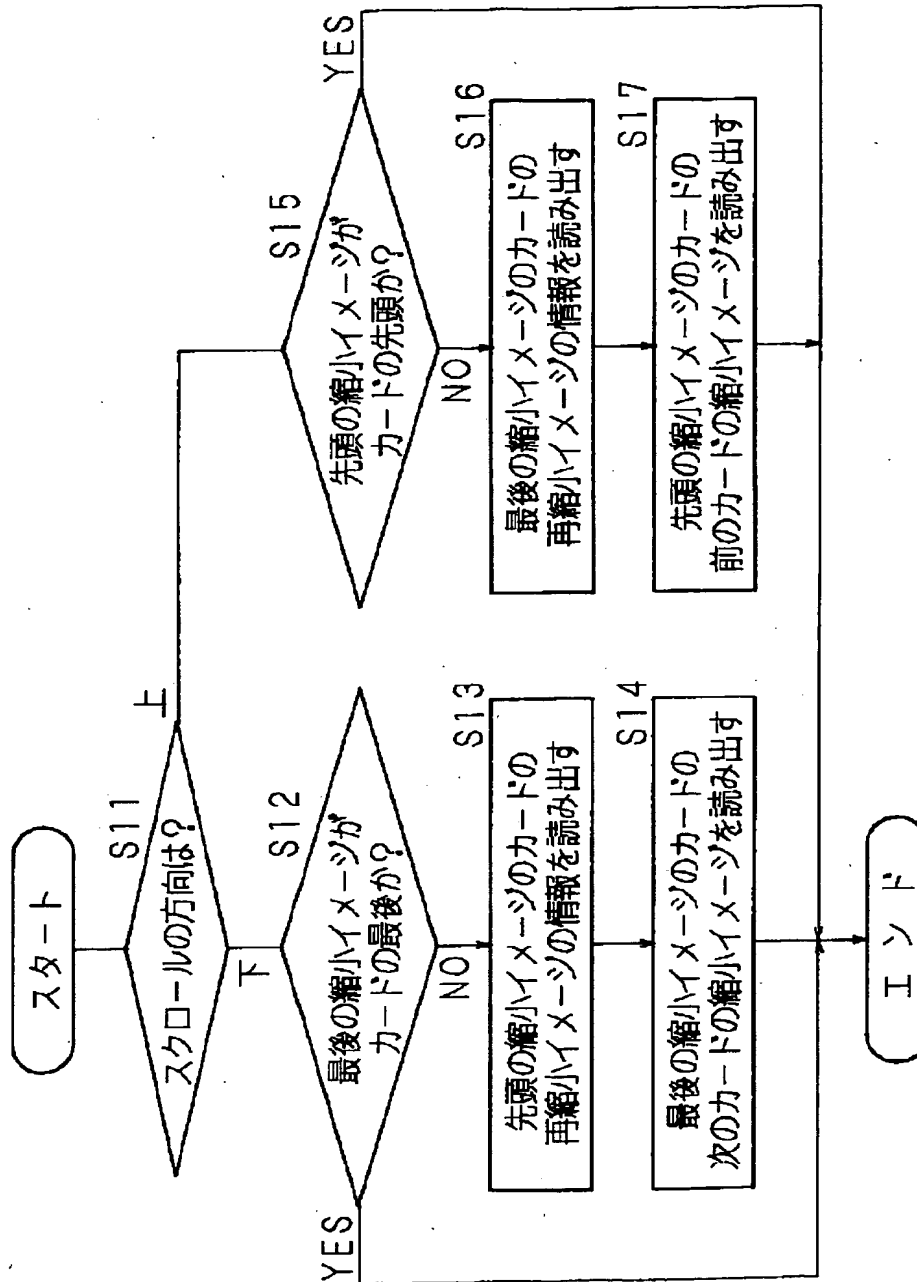 スタート
S11
スクロールの方向は?
上
下
S12
最後の縮小イメージが
カードの最後か?
YES
NO
S13
先頭の縮小イメージのカードの
再縮小イメージの情報を読み出す
S14
最後の縮小イメージのカードの
次のカードの縮小イメージを読み出す
S15
先頭の縮小イメージが
カードの先頭か?
YES
NO
S16
最後の縮小イメージのカードの
再縮小イメージの情報を読み出す
S17
先頭の縮小イメージのカードの
前のカードの縮小イメージを読み出す
エンド